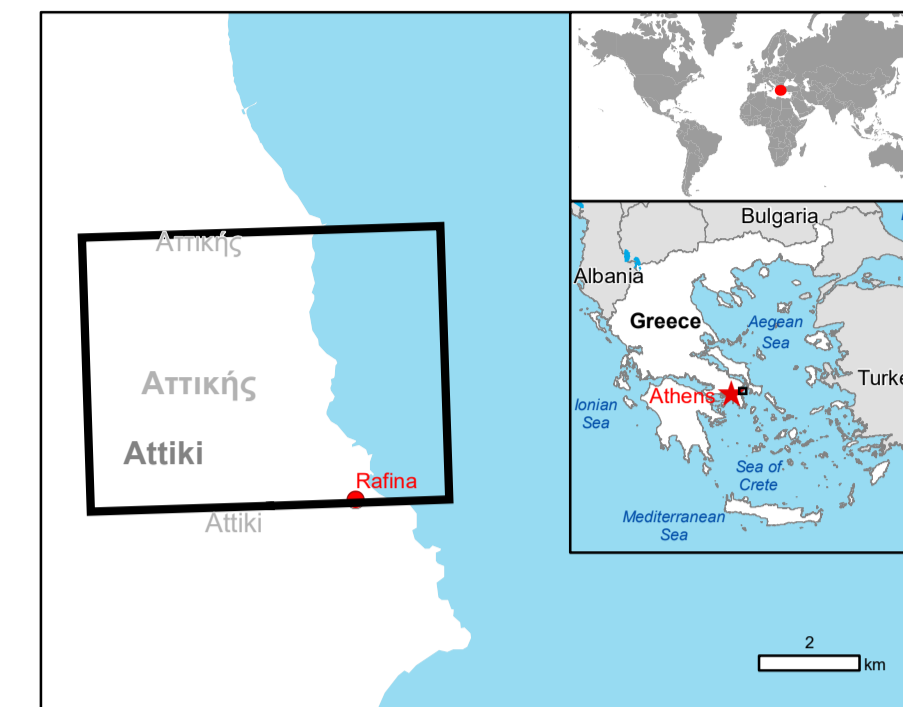 Αττικής
Αττικής
Attiki
Rafina
Attiki
Bulgaria
Albania
Greece
Aegean
Sea
Turke
Athens
Ionian
Sea
Sea of
Crete
Mediterranean
Sea
2
km